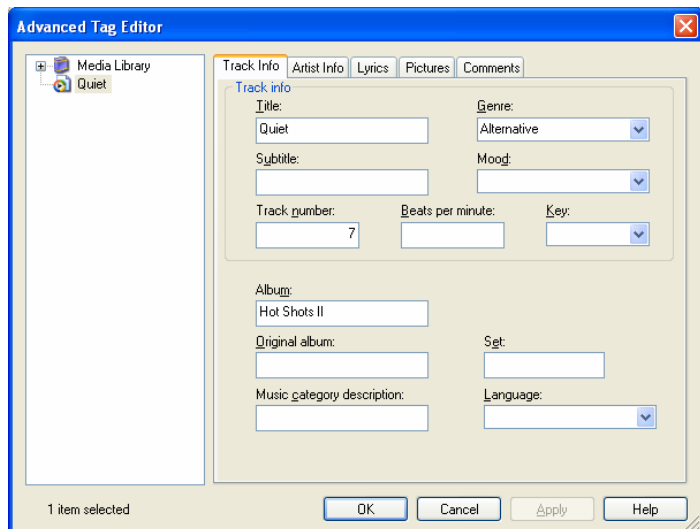 Advanced Tag Editor
Media Library
Quiet
Track Info Artist Info Lyrics Pictures Comments
Track info
Title: Genre:
Quiet Alternative
Subtitle: Mood:
Track number: Beats per minute: Key:
7
Album:
Hot Shots II
Original album: Set:
Music category description: Language:
1 item selected OK Cancel Apply Help